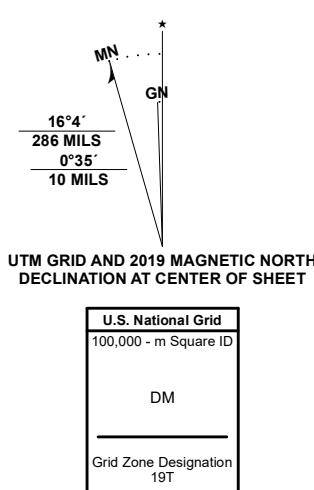 ★
MN
GN
16°4´
286 MILS
0°35´
10 MILS
UTM GRID AND 2019 MAGNETIC NORTH
DECLINATION AT CENTER OF SHEET
U.S. National Grid
100,000 - m Square ID
DM
Grid Zone Designation
19T